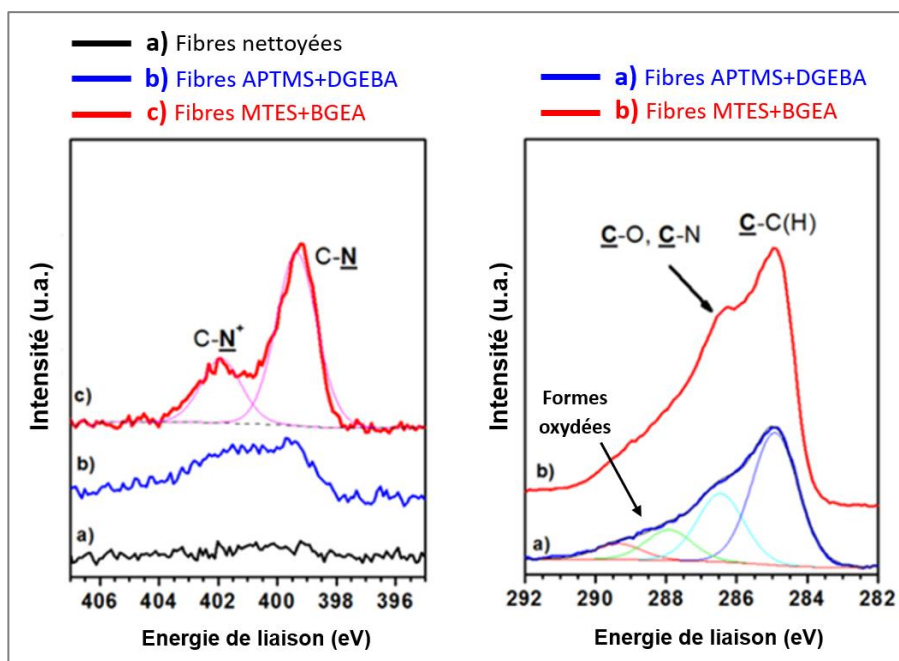 a) Fibres nettoyées
b) Fibres APTMS+DGEBA
c) Fibres MTES+BGEA
Intensité (u.a.)
C-N
C-N+
c)
b)
a)
406 404 402 400 398 396
Energie de liaison (eV)
a) Fibres APTMS+DGEBA
b) Fibres MTES+BGEA
Intensité (u.a.)
C-C(H)
C-O, C-N
Formes
oxydées
b)
a)
292 290 288 286 284 282
Energie de liaison (eV)